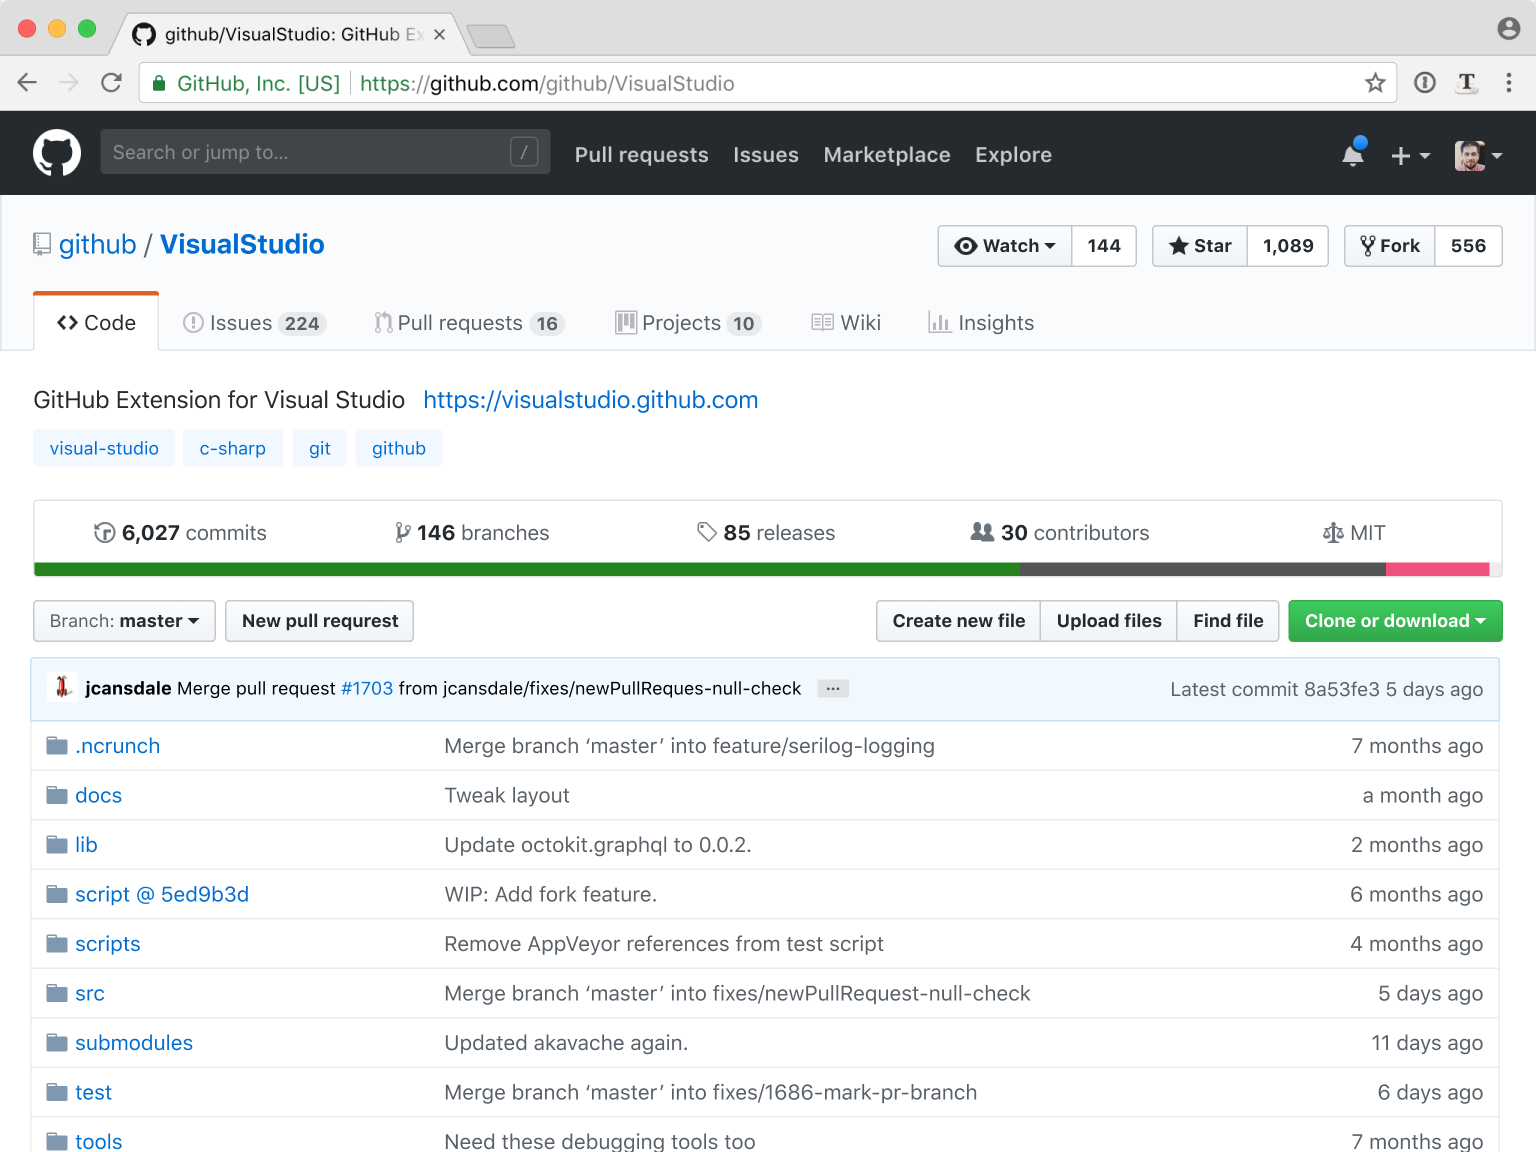 github/VisualStudio: GitHub Ex
GitHub, Inc. [US] https://github.com/github/VisualStudio
Search or jump to... / Pull requests Issues Marketplace Explore
github / VisualStudio Watch 144 Star 1,089 Fork 556
Code Issues 224 Pull requests 16 Projects 10 Wiki Insights
GitHub Extension for Visual Studio https://visualstudio.github.com
visual-studio c-sharp git github
6,027 commits 146 branches 85 releases 30 contributors MIT
Branch: master New pull requrest Create new file Upload files Find file Clone or download
jcansdale Merge pull request #1703 from jcansdale/fixes/newPullReques-null-check ... Latest commit 8a53fe3 5 days ago
.ncrunch Merge branch ‘master’ into feature/serilog-logging 7 months ago
docs Tweak layout a month ago
lib Update octokit.graphql to 0.0.2. 2 months ago
script @ 5ed9b3d WIP: Add fork feature. 6 months ago
scripts Remove AppVeyor references from test script 4 months ago
src Merge branch ‘master’ into fixes/newPullRequest-null-check 5 days ago
submodules Updated akavache again. 11 days ago
test Merge branch ‘master’ into fixes/1686-mark-pr-branch 6 days ago
tools Need these debugging tools too 7 months ago